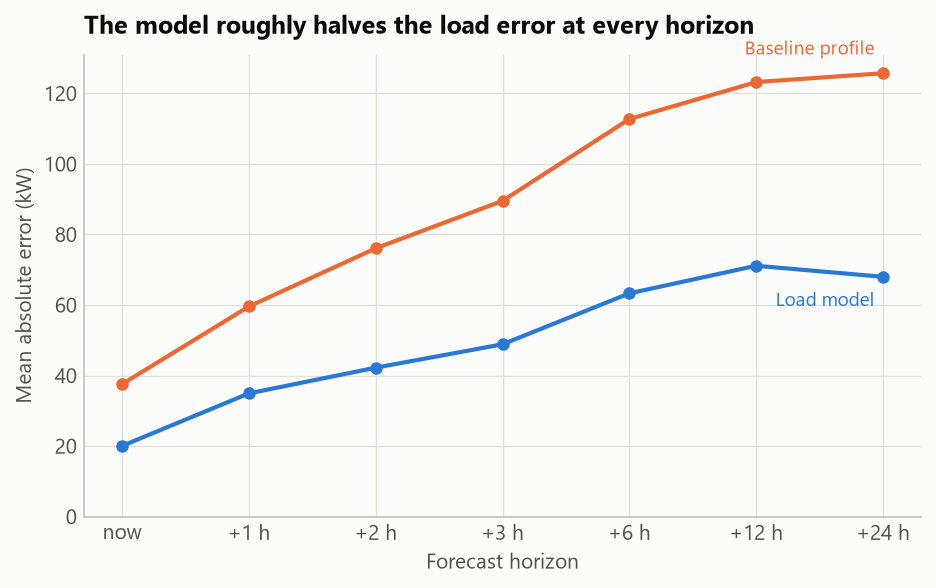 The model roughly halves the load error at every horizon
Baseline profile
Load model
Mean absolute error (kW)
120
100
80
60
40
20
0
now
+1 h
+2 h
+3 h
+6 h
+12 h
+24 h
Forecast horizon